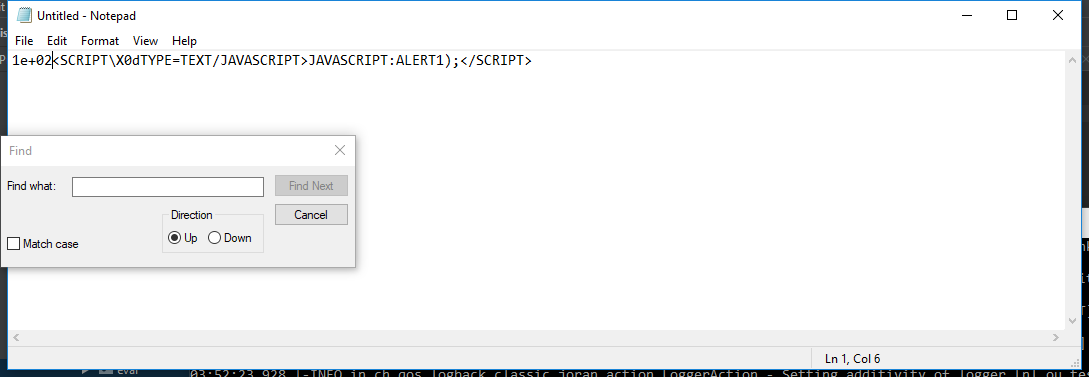 Untitled - Notepad
File Edit Format View Help
1e+02<SCRIPT\X0dTYPE=TEXT/JAVASCRIPT>JAVASCRIPT:ALERT1);</SCRIPT>
Find
Find what:
Find Next
Direction
Cancel
Up Down
Match case
Ln 1, Col 6
eval
03:52:23,928 |-INFO in ch.qos.logback.classic.joran.action.LoggerAction - Setting additivity of logger